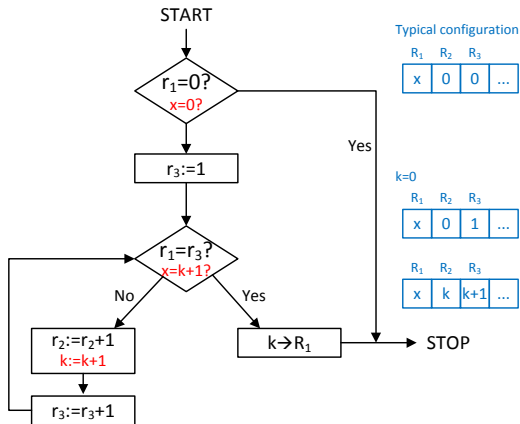 START
Typical configuration
R₁ R₂ R₃
x 0 0 ...
r₁=0?
x=0?
Yes
r₃:=1
k=0
R₁ R₂ R₃
x 0 1 ...
r₁=r₃?
x=k+1?
R₁ R₂ R₃
x k k+1 ...
No
Yes
r₂:=r₂+1
k:=k+1
k→R₁
STOP
r₃:=r₃+1